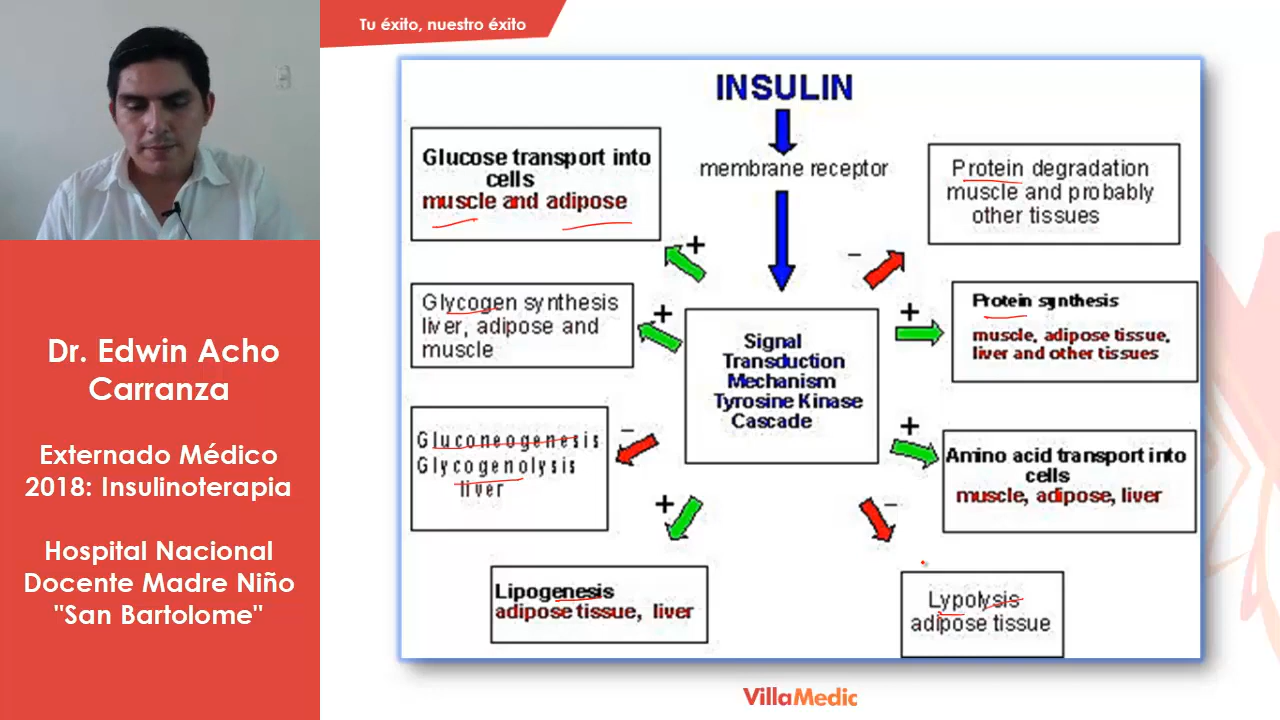 Tu éxito, nuestro éxito
Dr. Edwin Acho
Carranza
Externado Médico
2018: Insulinoterapia
Hospital Nacional
Docente Madre Niño
"San Bartolome"
INSULIN
membrane receptor
Glucose transport into
cells
muscle and adipose
+
Glycogen synthesis
liver, adipose and
muscle
+
Gluconeogenesis
Glycogenolysis
liver
−
Lipogenesis
adipose tissue, liver
+
Signal
Transduction
Mechanism
Tyrosine Kinase
Cascade
−
Protein degradation
muscle and probably
other tissues
+
Protein synthesis
muscle, adipose tissue,
liver and other tissues
+
Amino acid transport into
cells
muscle, adipose, liver
−
Lypolysis
adipose tissue
VillaMedic